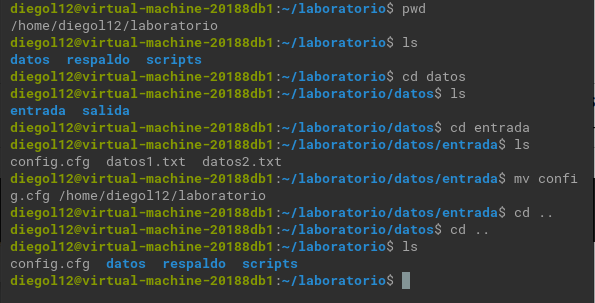 diegol12@virtual-machine-20188db1:~/laboratorio$ pwd
/home/diegol12/laboratorio
diegol12@virtual-machine-20188db1:~/laboratorio$ ls
datos  respaldo  scripts
diegol12@virtual-machine-20188db1:~/laboratorio$ cd datos
diegol12@virtual-machine-20188db1:~/laboratorio/datos$ ls
entrada  salida
diegol12@virtual-machine-20188db1:~/laboratorio/datos$ cd entrada
diegol12@virtual-machine-20188db1:~/laboratorio/datos/entrada$ ls
config.cfg  datos1.txt  datos2.txt
diegol12@virtual-machine-20188db1:~/laboratorio/datos/entrada$ mv confi
g.cfg /home/diegol12/laboratorio
diegol12@virtual-machine-20188db1:~/laboratorio/datos/entrada$ cd ..
diegol12@virtual-machine-20188db1:~/laboratorio/datos$ cd ..
diegol12@virtual-machine-20188db1:~/laboratorio$ ls
config.cfg  datos  respaldo  scripts
diegol12@virtual-machine-20188db1:~/laboratorio$